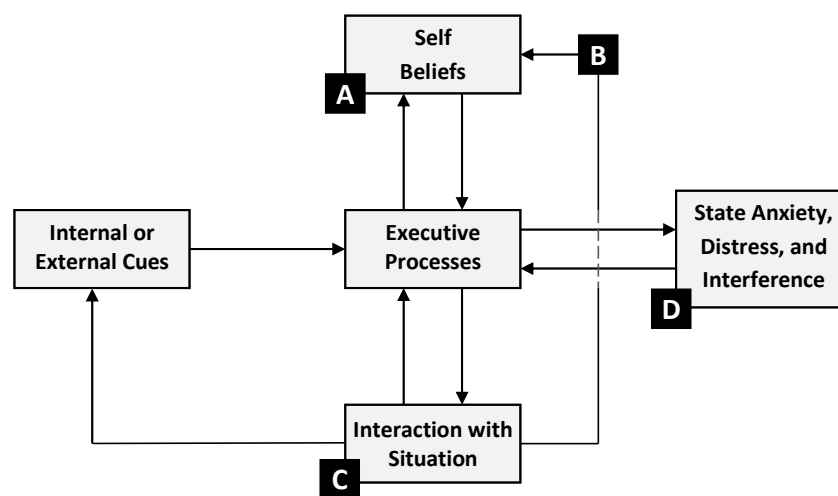 Self
Beliefs
A
B
Internal or
External Cues
Executive
Processes
State Anxiety,
Distress, and
Interference
D
Interaction with
Situation
C